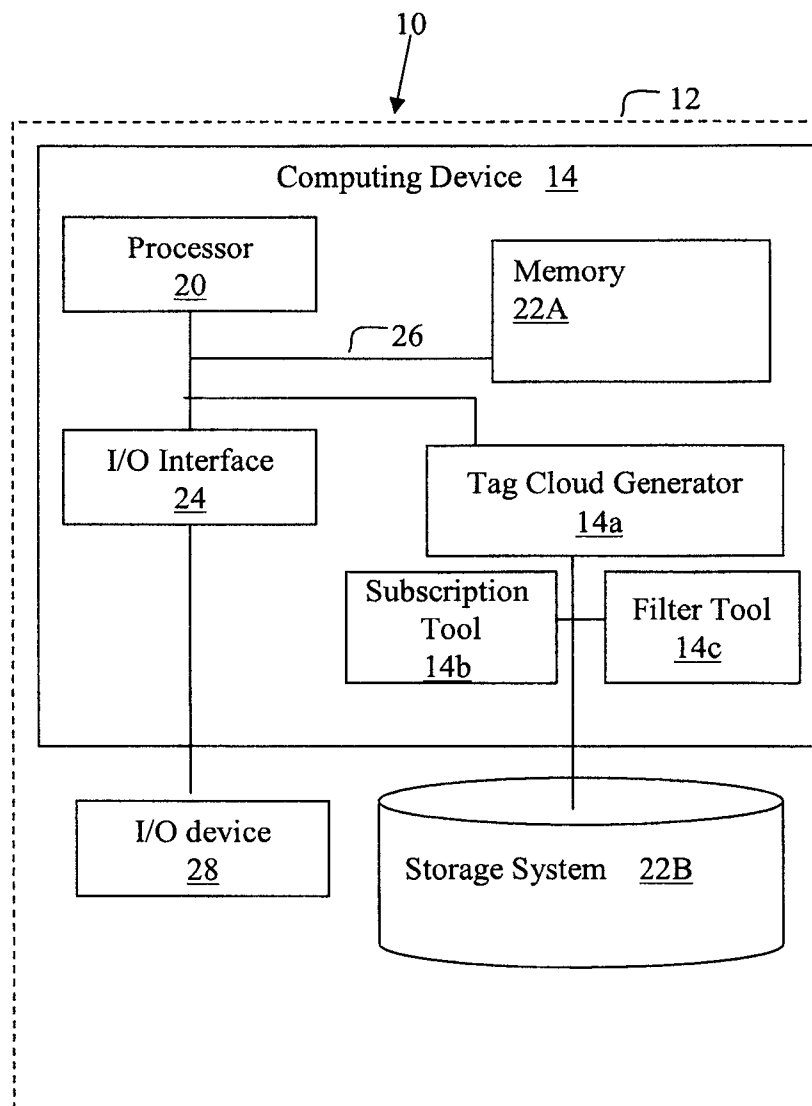 10
12
Computing Device 14
Processor
20
Memory
22A
26
I/O Interface
24
Tag Cloud Generator
14a
Subscription
Tool
14b
Filter Tool
14c
I/O device
28
Storage System 22B